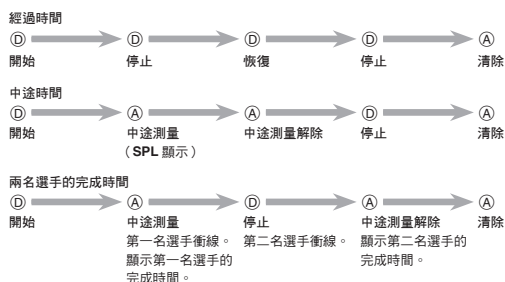 經過時間
Ⓓ Ⓓ Ⓓ Ⓓ Ⓐ
開始 停止 恢復 停止 清除
中途時間
Ⓓ Ⓐ Ⓐ Ⓓ Ⓐ
開始 中途測量 中途測量解除 停止 清除
（SPL 顯示）
兩名選手的完成時間
Ⓓ Ⓐ Ⓓ Ⓐ Ⓐ
開始 中途測量 停止 中途測量解除 清除
第一名選手衝線。 第二名選手衝線。 顯示第二名選手的
顯示第一名選手的 完成時間。
完成時間。